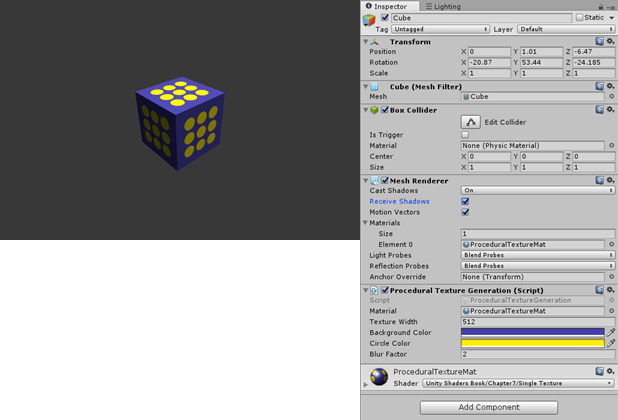 Inspector Lighting
Cube Static
Tag Untagged Layer Default
Transform
Position X 0 Y 1.01 Z -6.47
Rotation X -20.87 Y 53.44 Z -24.185
Scale X 1 Y 1 Z 1
Cube (Mesh Filter)
Mesh Cube
Box Collider
Edit Collider
Is Trigger
Material None (Physic Material)
Center X 0 Y 0 Z 0
Size X 1 Y 1 Z 1
Mesh Renderer
Cast Shadows On
Receive Shadows
Motion Vectors
Materials
Size 1
Element 0 ProceduralTextureMat
Light Probes Blend Probes
Reflection Probes Blend Probes
Anchor Override None (Transform)
Procedural Texture Generation (Script)
Script ProceduralTextureGeneration
Material ProceduralTextureMat
Texture Width 512
Background Color
Circle Color
Blur Factor 2
ProceduralTextureMat
Shader Unity Shaders Book/Chapter7/Single Texture
Add Component